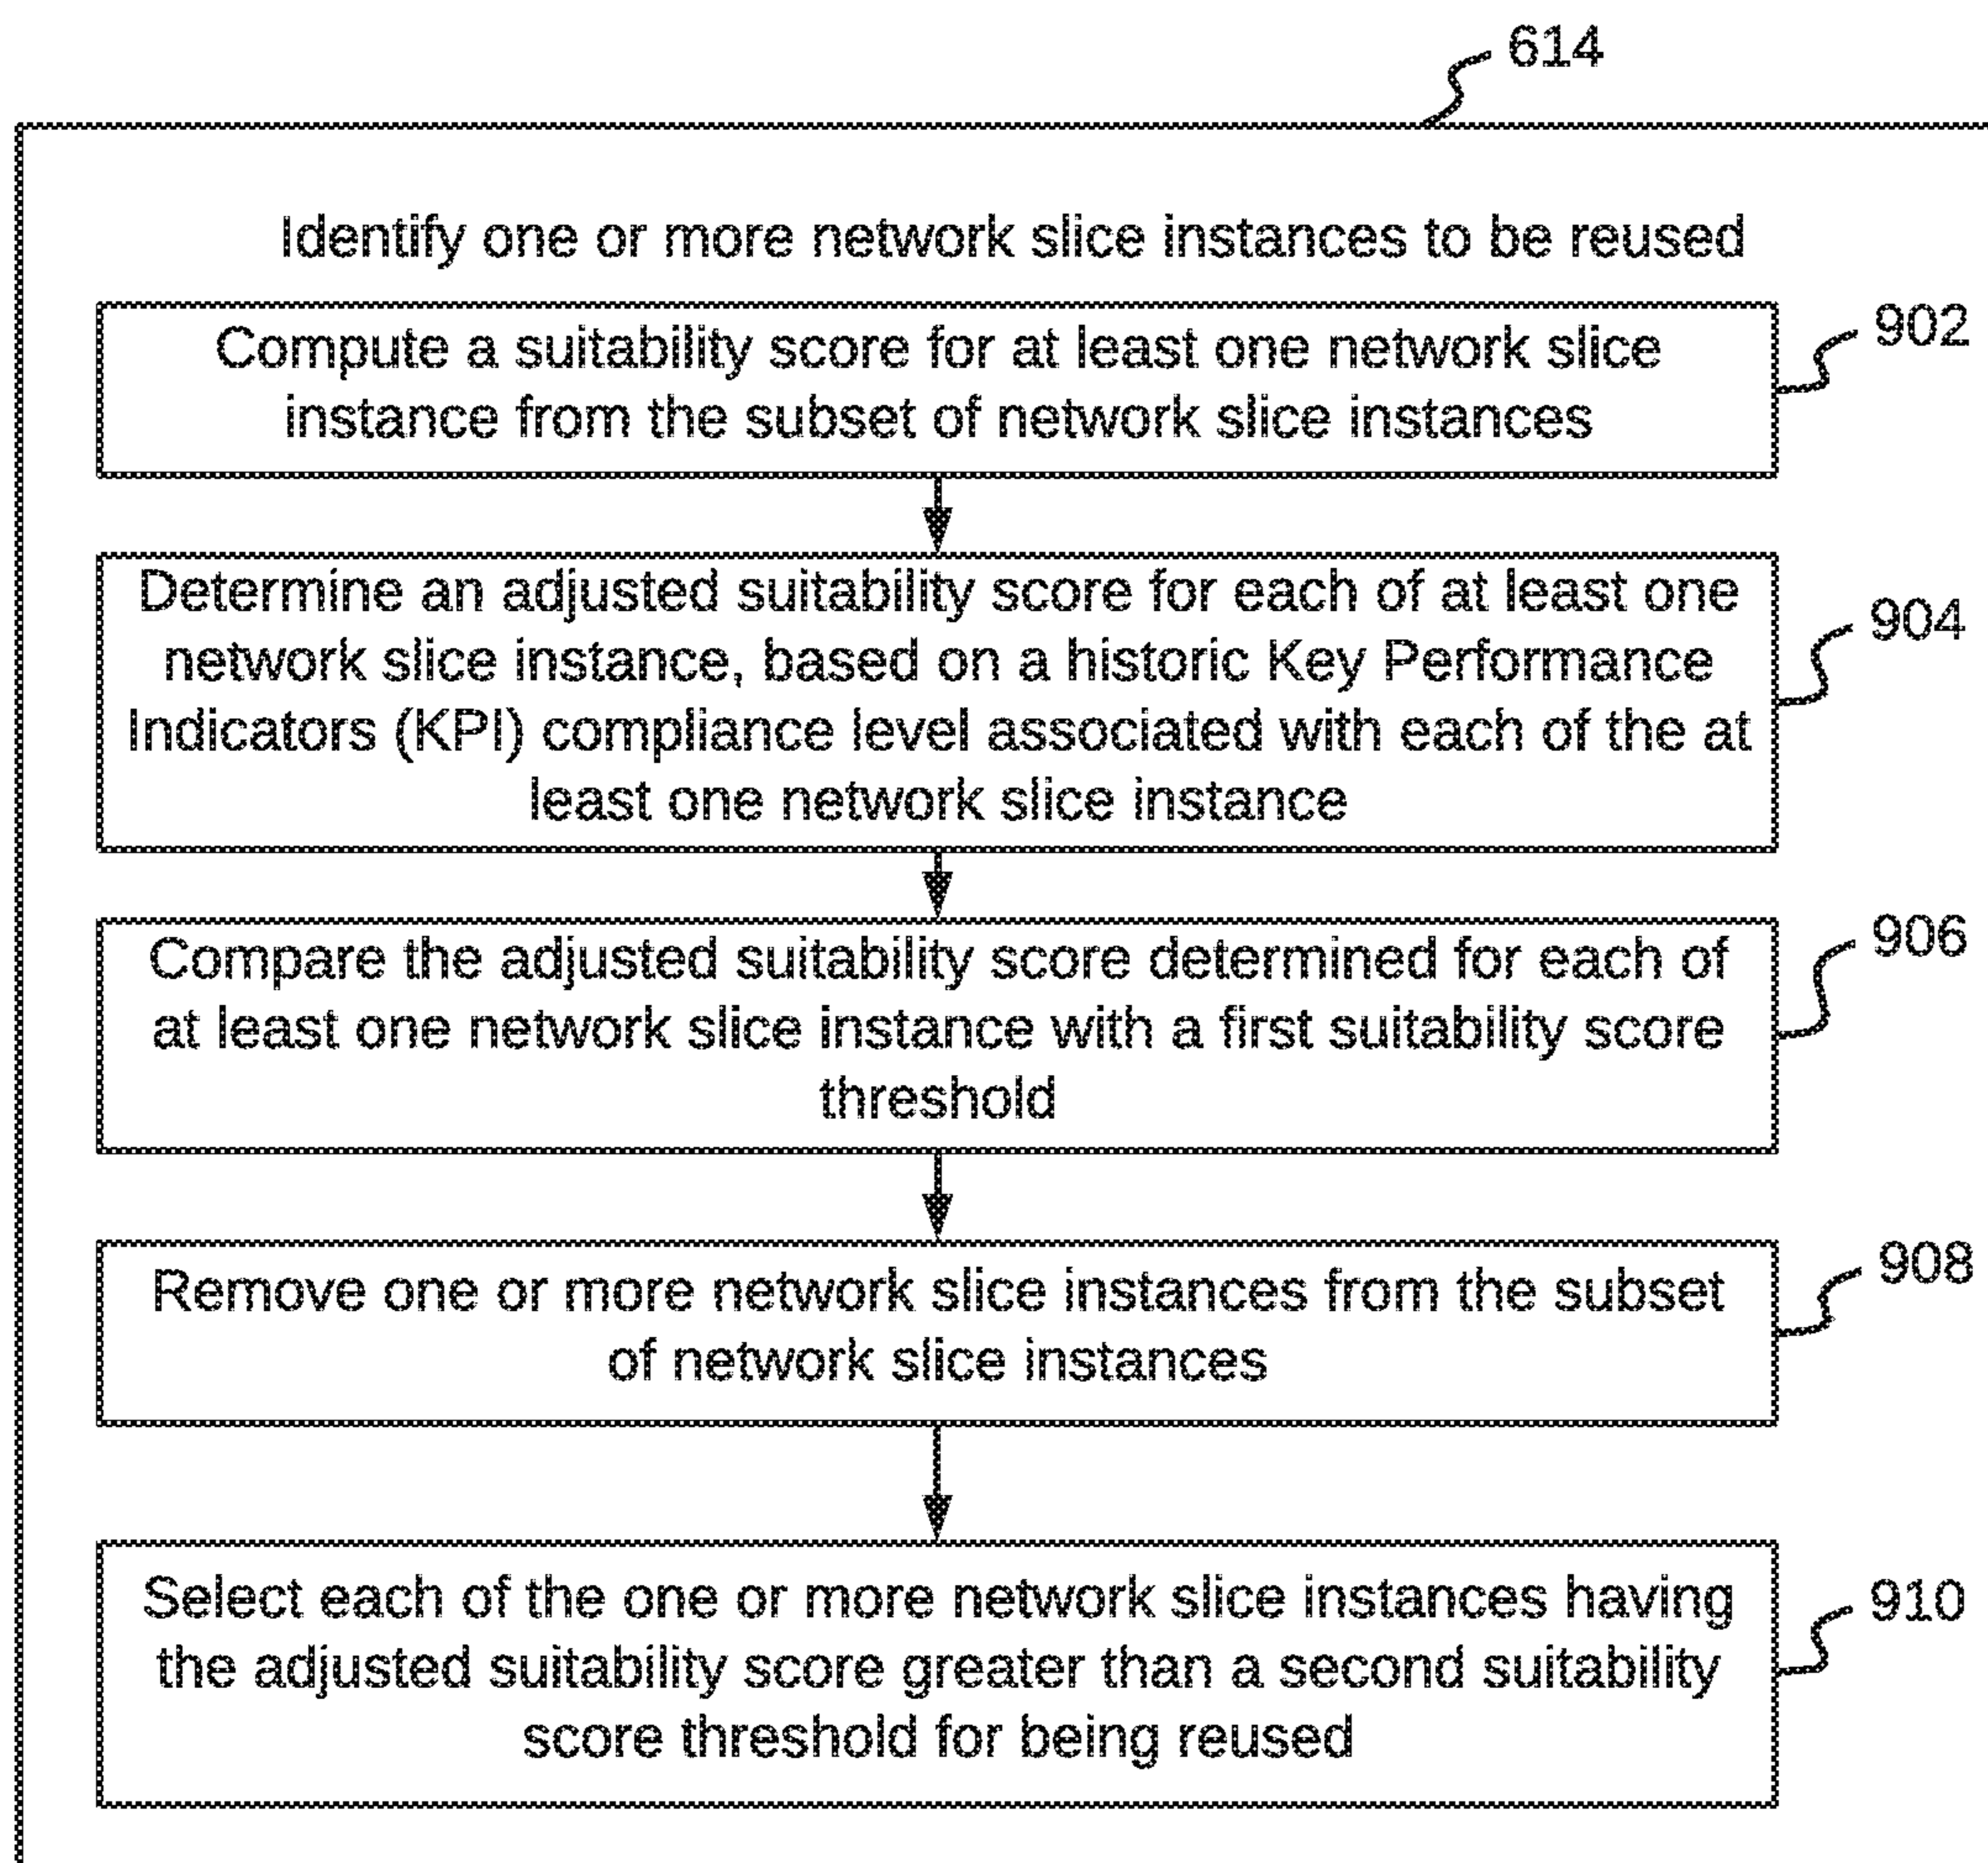 614
Identify one or more network slice instances to be reused
Compute a suitability score for at least one network slice
instance from the subset of network slice instances
902
Determine an adjusted suitability score for each of at least one
network slice instance, based on a historic Key Performance
Indicators (KPI) compliance level associated with each of the at
least one network slice instance
904
Compare the adjusted suitability score determined for each of
at least one network slice instance with a first suitability score
threshold
906
Remove one or more network slice instances from the subset
of network slice instances
908
Select each of the one or more network slice instances having
the adjusted suitability score greater than a second suitability
score threshold for being reused
910